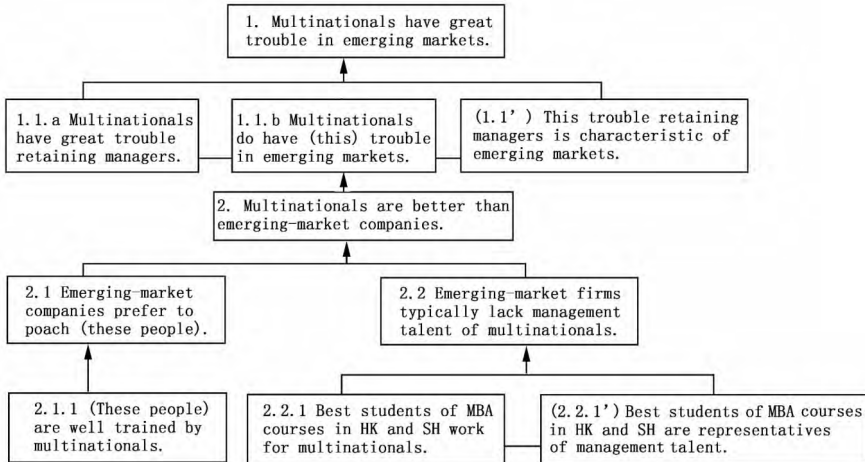 1. Multinationals have great
trouble in emerging markets.
1.1.a Multinationals
have great trouble
retaining managers.
1.1.b Multinationals
do have (this) trouble
in emerging markets.
(1.1') This trouble retaining
managers is characteristic of
emerging markets.
2. Multinationals are better than
emerging-market companies.
2.1 Emerging-market
companies prefer to
poach (these people).
2.2 Emerging-market firms
typically lack management
talent of multinationals.
2.1.1 (These people)
are well trained by
multinationals.
2.2.1 Best students of MBA
courses in HK and SH work
for multinationals.
(2.2.1') Best students of MBA courses
in HK and SH are representatives
of management talent.